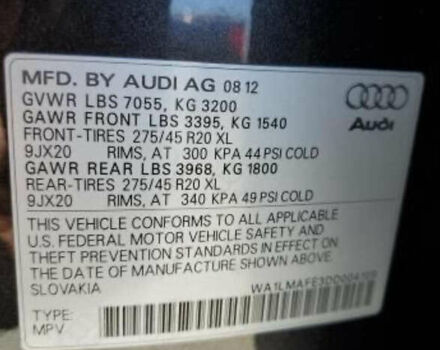 MFD. BY AUDI AG 08 12
GVWR LBS 7055, KG 3200
GAWR FRONT LBS 3395, KG 1540
FRONT-TIRES 275/45 R20 XL
9JX20 RIMS, AT 300 KPA 44 PSI COLD
GAWR REAR LBS 3968, KG 1800
REAR-TIRES 275/45 R20 XL
9JX20 RIMS, AT 340 KPA 49 PSI COLD
Audi
THIS VEHICLE CONFORMS TO ALL APPLICABLE
U.S. FEDERAL MOTOR VEHICLE SAFETY AND
THEFT PREVENTION STANDARDS IN EFFECT ON
THE DATE OF MANUFACTURE SHOWN ABOVE.
SLOVAKIA
TYPE:
MPV